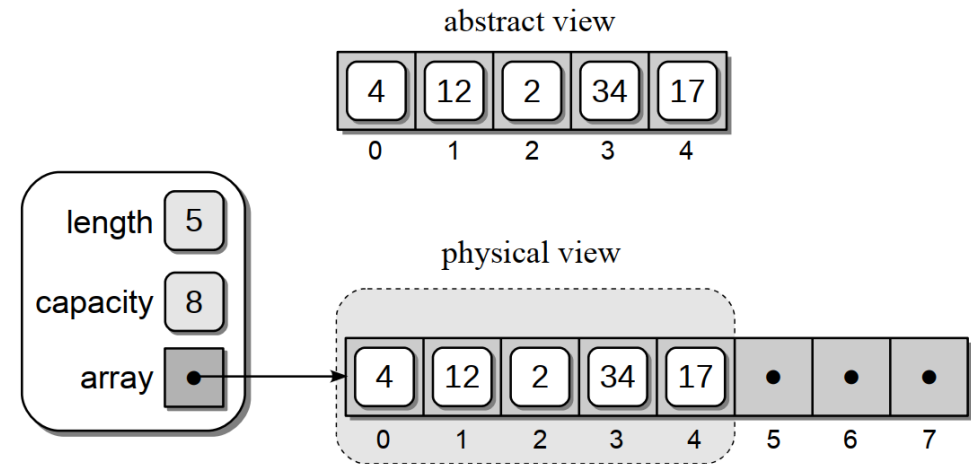 abstract view
4 12 2 34 17
0 1 2 3 4
length 5
physical view
capacity 8
array
4 12 2 34 17
0 1 2 3 4 5 6 7